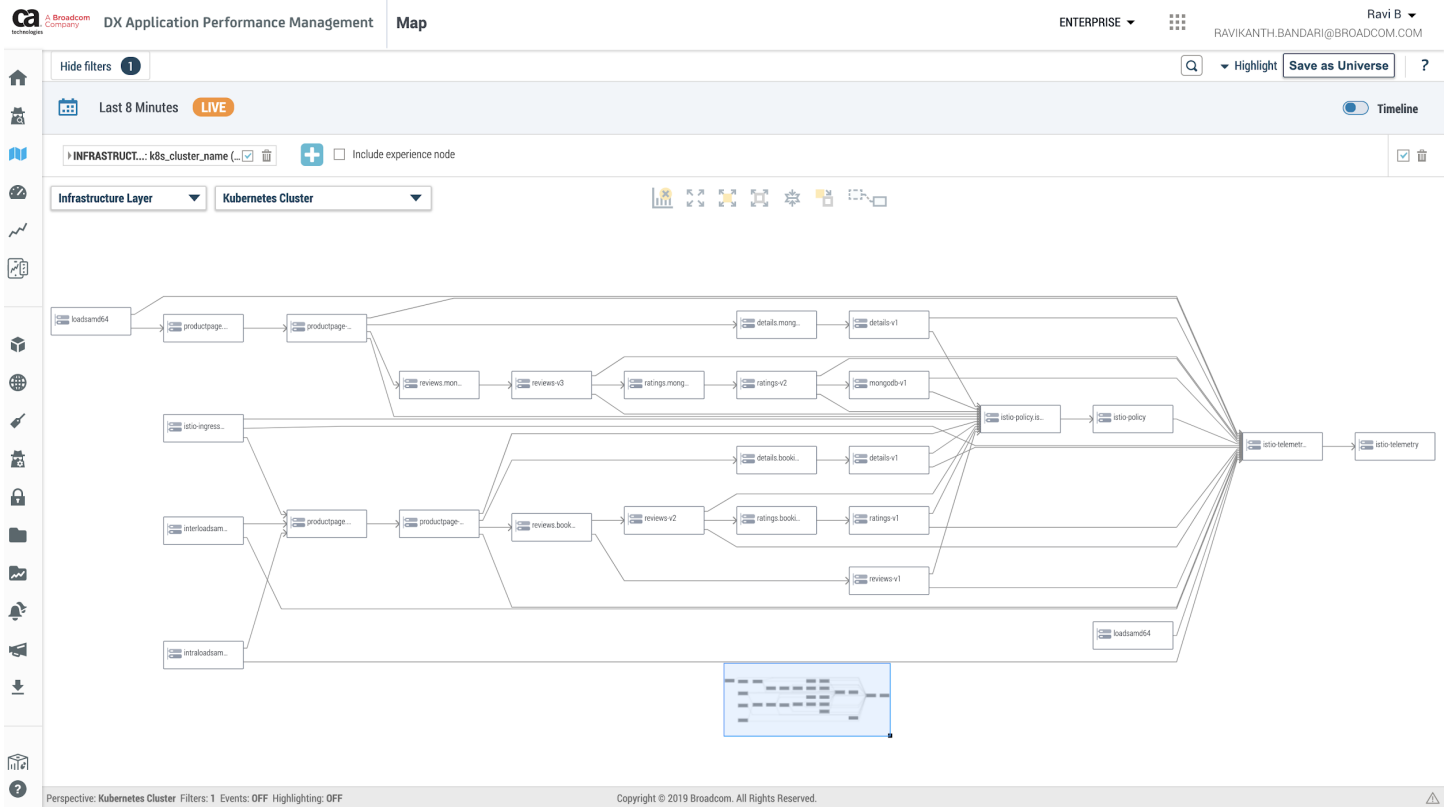 ca
technologies
A Broadcom Company
DX Application Performance Management
Map
ENTERPRISE
Ravi B
RAVIKANTH.BANDARI@BROADCOM.COM
Hide filters 1
Highlight
Save as Universe
?
Last 8 Minutes
LIVE
Timeline
INFRASTRUCT...: k8s_cluster_name (...
Include experience node
Infrastructure Layer
Kubernetes Cluster
loadsamd64
productpage...
productpage-...
details.mong...
details-v1
reviews.mon...
reviews-v3
ratings.mong...
ratings-v2
mongodb-v1
istio-ingress...
istio-policy.is...
istio-policy
istio-telemetr...
istio-telemetry
details.booki...
details-v1
interloadsam...
productpage...
productpage-...
reviews.book...
reviews-v2
ratings.booki...
ratings-v1
reviews-v1
intraloadsam...
loadsamd64
?
Perspective: Kubernetes Cluster Filters: 1 Events: OFF Highlighting: OFF
Copyright © 2019 Broadcom. All Rights Reserved.